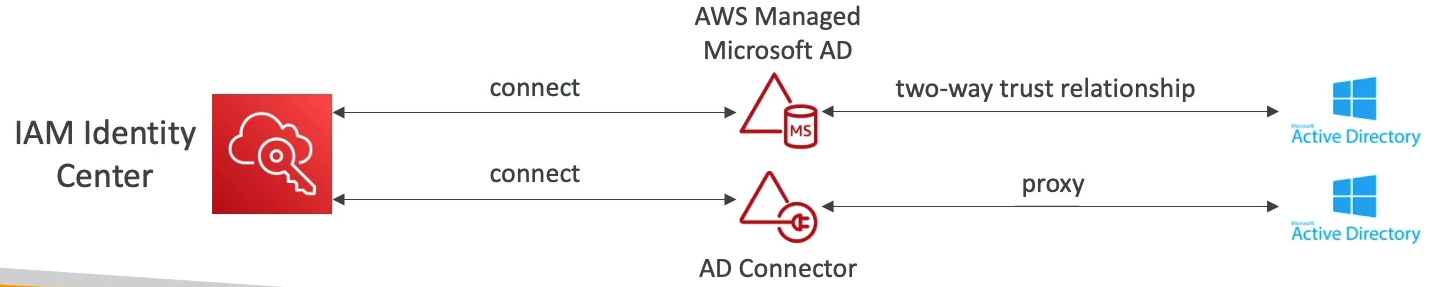 AWS Managed
Microsoft AD
connect
two-way trust relationship
IAM Identity
Center
MS
Microsoft
Active Directory
connect
proxy
Microsoft
Active Directory
AD Connector